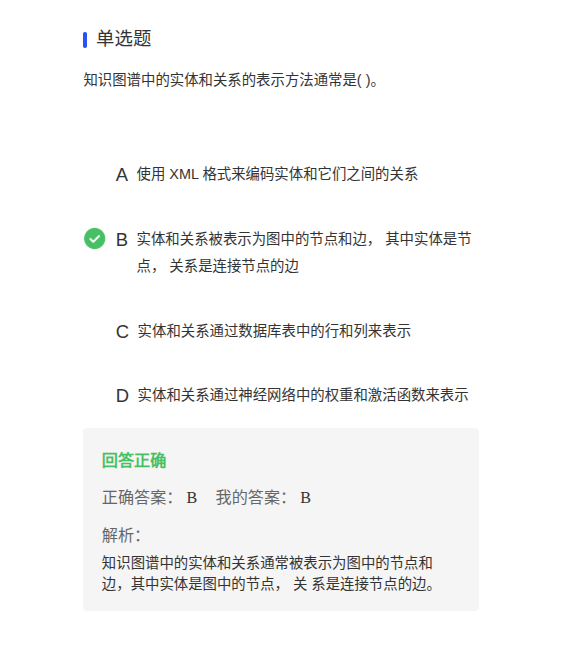 单选题
知识图谱中的实体和关系的表示方法通常是( )。
A 使用 XML 格式来编码实体和它们之间的关系
B 实体和关系被表示为图中的节点和边， 其中实体是节
点， 关系是连接节点的边
C 实体和关系通过数据库表中的行和列来表示
D 实体和关系通过神经网络中的权重和激活函数来表示
回答正确
正确答案： B 我的答案： B
解析：
知识图谱中的实体和关系通常被表示为图中的节点和
边，其中实体是图中的节点， 关 系是连接节点的边。